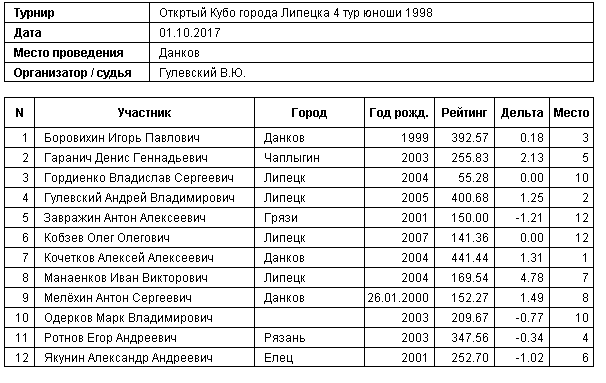 Турнир Откртый Кубо города Липецка 4 тур юноши 1998
Дата 01.10.2017
Место проведения Данков
Организатор / судья Гулевский В.Ю.
N Участник Город Год рожд. Рейтинг Дельта Место
1 Боровихин Игорь Павлович Данков 1999 392.57 0.18 3
2 Гаранич Денис Геннадьевич Чаплыгин 2003 255.83 2.13 5
3 Гордиенко Владислав Сергеевич Липецк 2004 55.28 0.00 10
4 Гулевский Андрей Владимирович Липецк 2005 400.68 1.25 2
5 Завражин Антон Алексеевич Грязи 2001 150.00 -1.21 12
6 Кобзев Олег Олегович Липецк 2007 141.36 0.00 12
7 Кочетков Алексей Алексеевич Данков 2004 441.44 1.31 1
8 Манаенков Иван Викторович Липецк 2004 169.54 4.78 7
9 Мелёхин Антон Сергеевич Данков 26.01.2000 152.27 1.49 8
10 Одерков Марк Владимирович 2003 209.67 -0.77 10
11 Ротнов Егор Андреевич Рязань 2003 347.56 -0.34 4
12 Якунин Александр Андреевич Елец 2001 252.70 -1.02 6